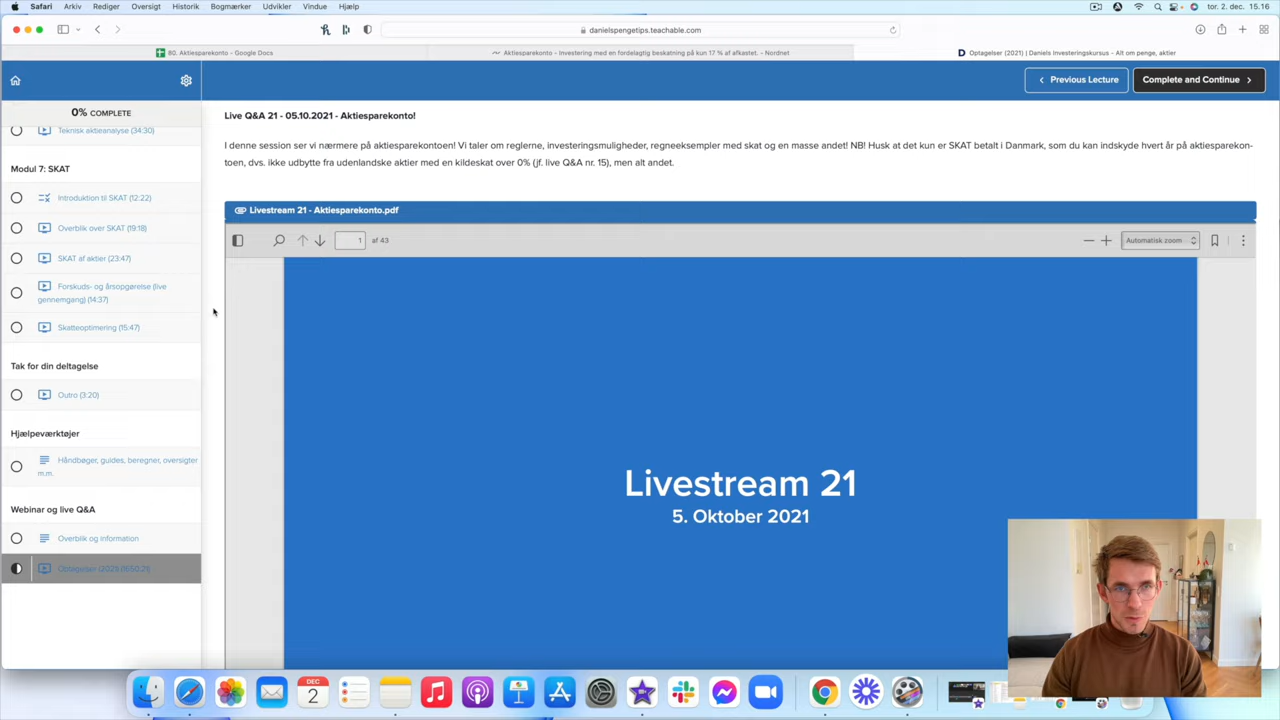 Safari Arkiv Rediger Oversigt Historik Bogmærker Udvikler Vindue Hjælp tor. 2. dec. 15.16
danielspengetips.teachable.com
80. Aktiesparekonto - Google Docs
Aktiesparekonto – Investering med en fordelagtig beskatning på kun 17 % af afkastet. - Nordnet
Optagelser (2021) | Daniels Investeringskursus - Alt om penge, aktier
Previous Lecture
Complete and Continue
0% COMPLETE
Teknisk aktieanalyse (34:30)
Modul 7: SKAT
Introduktion til SKAT (12:22)
Overblik over SKAT (19:18)
SKAT af aktier (23:47)
Forskuds- og årsopgørelse (live
gennemgang) (14:37)
Skatteoptimering (15:47)
Tak for din deltagelse
Outro (3:20)
Hjælpeværktøjer
Håndbøger, guides, beregner, oversigter
m.m.
Webinar og live Q&A
Overblik og information
Optagelser (2021) (1650:21)
Live Q&A 21 - 05.10.2021 - Aktiesparekonto!
I denne session ser vi nærmere på aktiesparekontoen! Vi taler om reglerne, investeringsmuligheder, regneeksempler med skat og en masse andet! NB! Husk at det kun er SKAT betalt i Danmark, som du kan indskyde hvert år på aktiesparekon-
toen, dvs. ikke udbytte fra udenlandske aktier med en kildeskat over 0% (jf. live Q&A nr. 15), men alt andet.
Livestream 21 - Aktiesparekonto.pdf
1 af 43
Automatisk zoom
Livestream 21
5. Oktober 2021
DEC
2